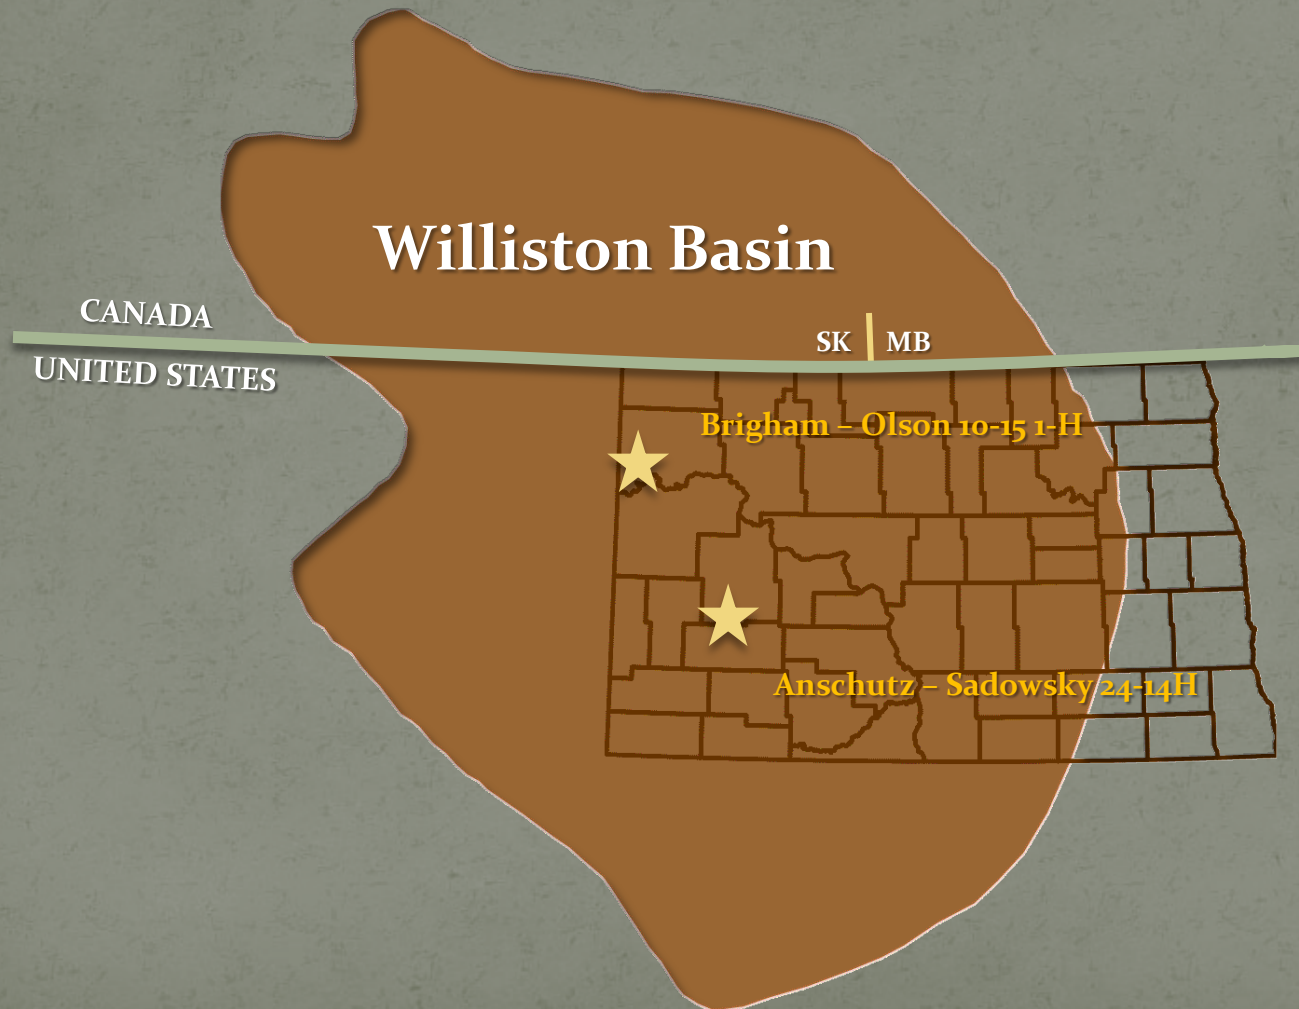 Williston Basin
CANADA
SK MB
UNITED STATES
Brigham – Olson 10-15 1-H
Anschutz – Sadowsky 24-14H